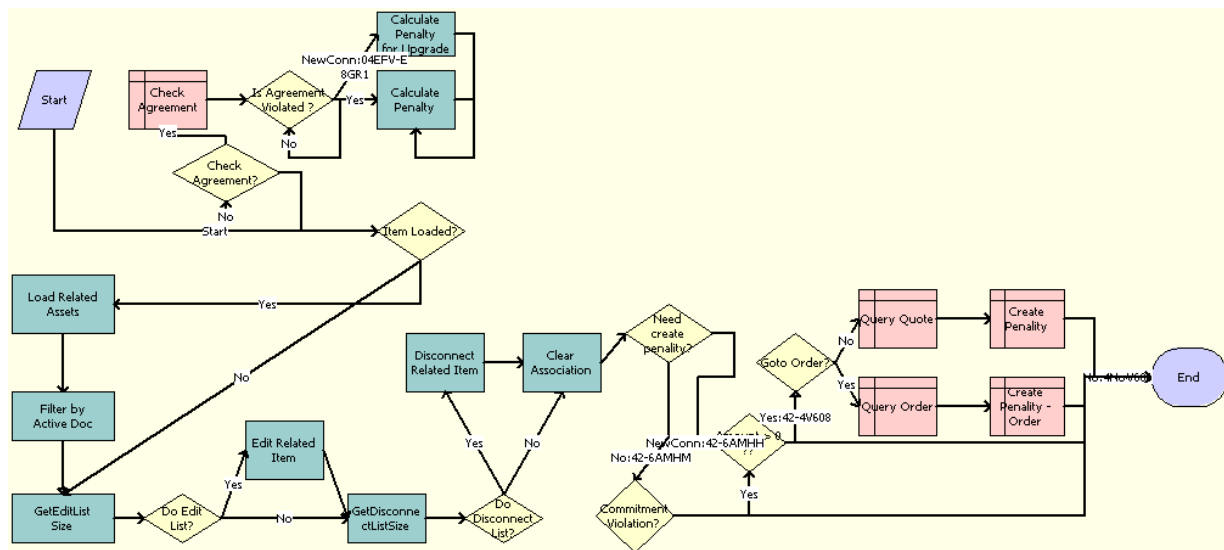 Calculate
Penalty
for Upgrade
NewConn:04EFV-E
8GR1
Start
Check
Agreement
Is Agreement
Violated ?
Yes
Calculate
Penalty
No
Yes
Check
Agreement?
No
Start
Item Loaded?
Load Related
Assets
Yes
No
Filter by
Active Doc
GetEditList
Size
Do Edit
List?
Yes
Edit Related
Item
No
GetDisconne
ctListSize
Do
Disconnect
List?
Yes
No
Disconnect
Related Item
Clear
Association
Need
create
penality?
NewConn:42-6AMHH
No:42-6AMHM
Commitment
Violation?
Yes
> 0
??
Yes:42-4V608
Goto Order?
No
Yes
Query Quote
Create
Penality
Query Order
Create
Penality -
Order
End